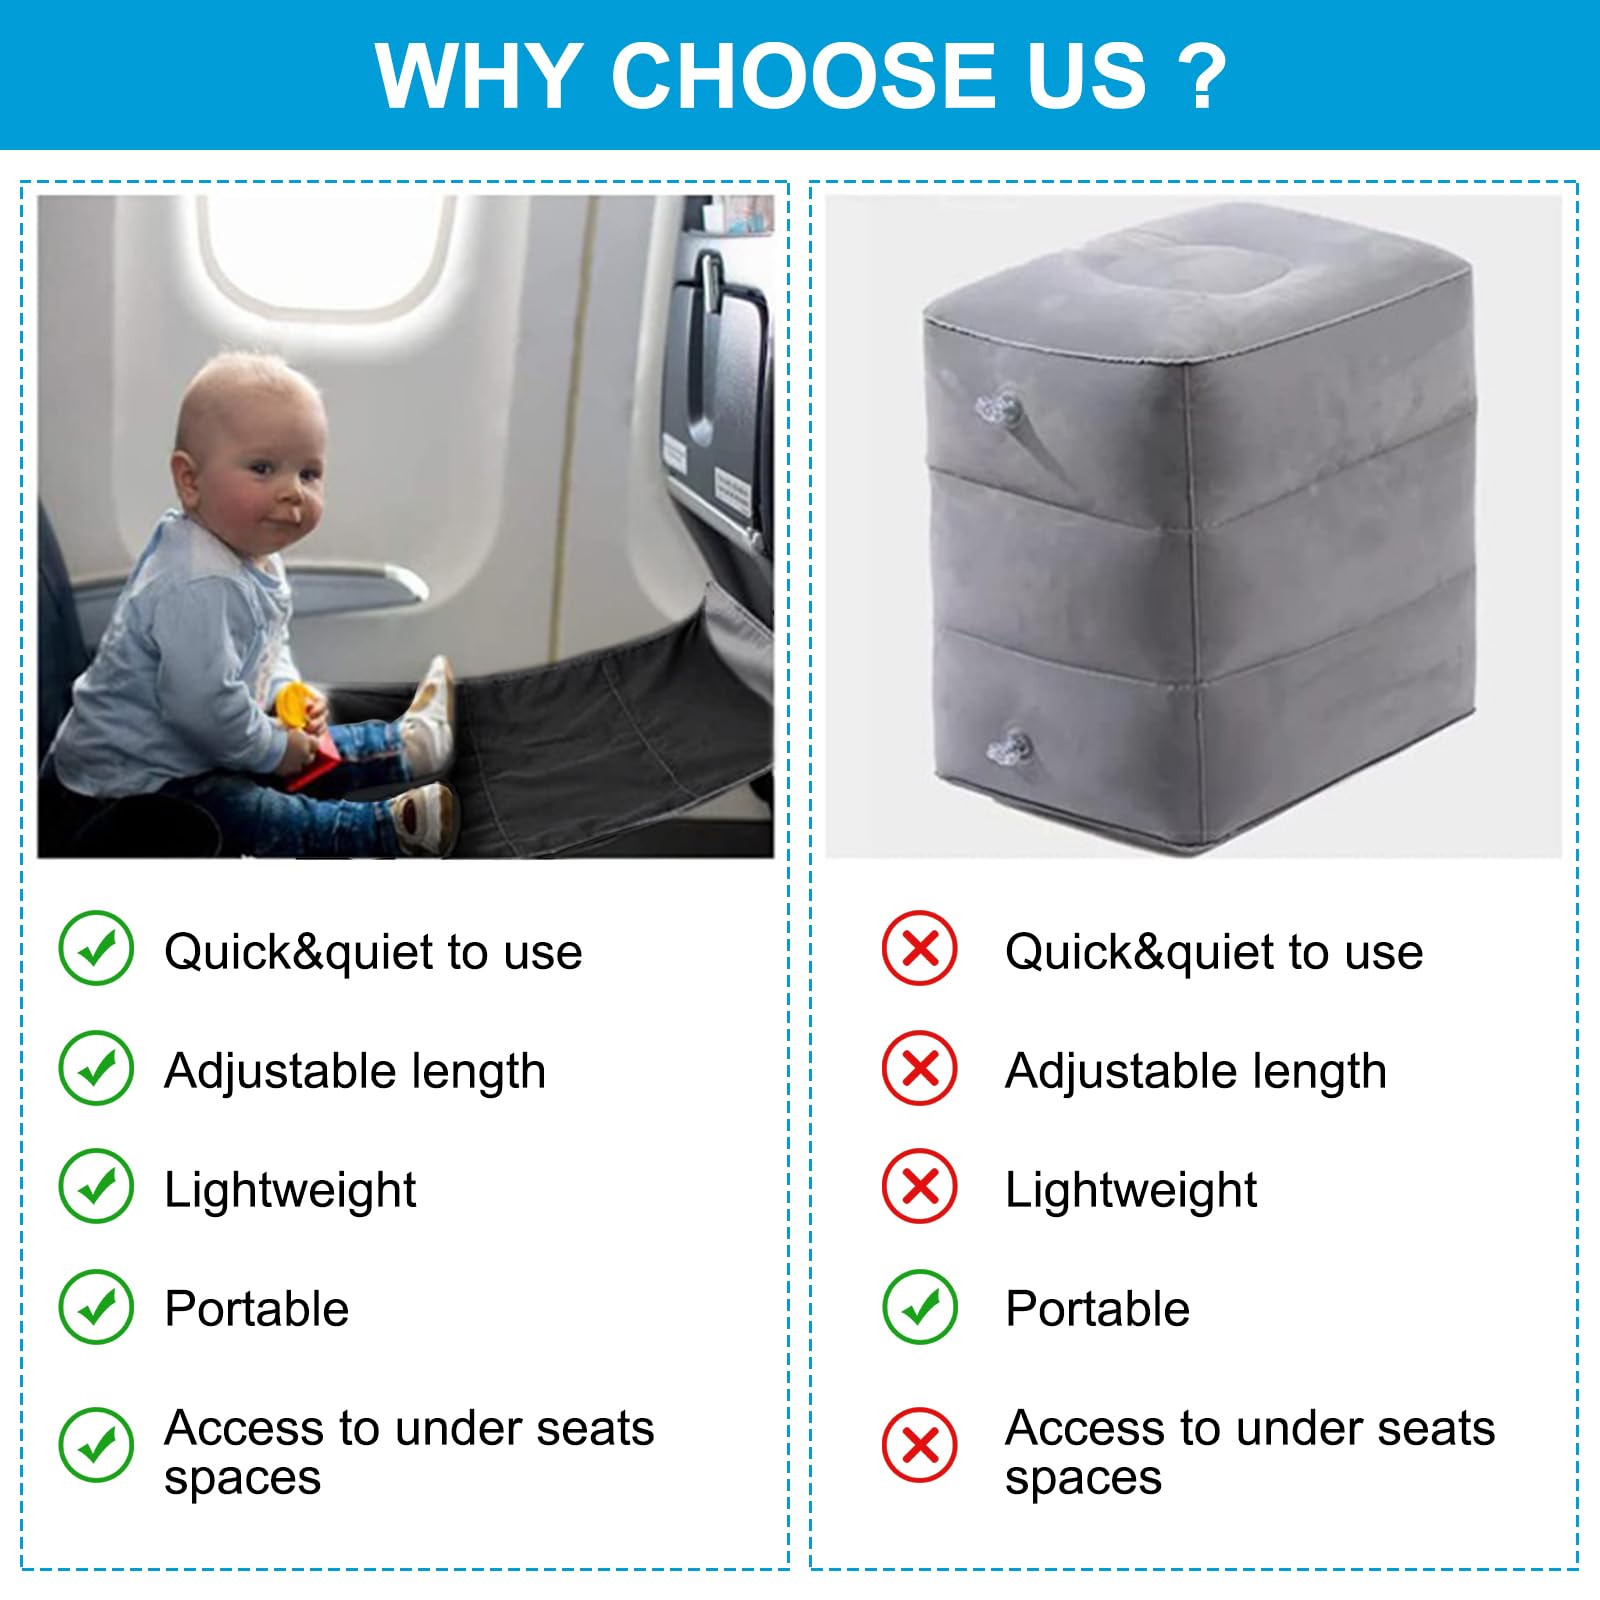 WHY CHOOSE US ?
Quick&quiet to use
Adjustable length
Lightweight
Portable
Access to under seats
spaces
Quick&quiet to use
Adjustable length
Lightweight
Portable
Access to under seats
spaces